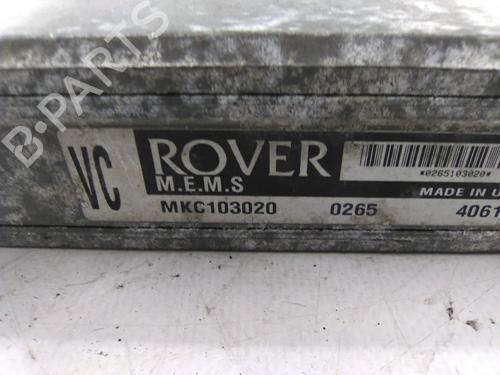 B-PARTS
VC
ROVER
M.E.M.S
*0265103020*
MADE IN U
MKC103020 0265 4061